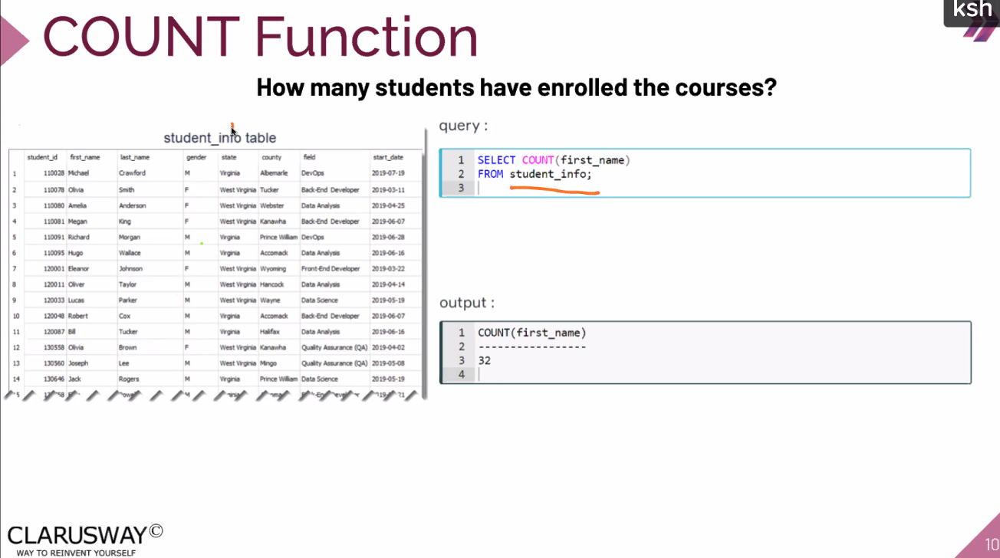 ksh
COUNT Function
How many students have enrolled the courses?
student_info table
student_id first_name last_name gender state county field start_date
1 110028 Michael Crawford M Virginia Albemarle DevOps 2019-07-19
2 110078 Olivia Smith F West Virginia Tucker Back-End Developer 2019-03-11
3 110080 Amelia Anderson F West Virginia Webster Data Analysis 2019-04-25
4 110081 Megan King F West Virginia Kanawha Back-End Developer 2019-06-07
5 110091 Richard Morgan M Virginia Prince William DevOps 2019-06-28
6 110095 Hugo Wallace M Virginia Accomack Data Analysis 2019-06-16
7 120001 Eleanor Johnson F West Virginia Wyoming Front-End Developer 2019-03-22
8 120011 Oliver Taylor M West Virginia Hancock Data Analysis 2019-04-14
9 120033 Lucas Parker M West Virginia Wayne Data Science 2019-05-19
10 120048 Robert Cox M Virginia Accomack Back-End Developer 2019-06-07
11 120087 Bill Tucker M Virginia Halifax Data Analysis 2019-06-16
12 130558 Olivia Brown F West Virginia Kanawha Quality Assurance (QA) 2019-04-02
13 130560 Joseph Lee M West Virginia Mingo Quality Assurance (QA) 2019-05-08
14 130646 Jack Rogers M Virginia Prince William Data Science 2019-05-19
query :
1 SELECT COUNT(first_name)
2 FROM student_info;
3
output :
1 COUNT(first_name)
2 -----------------
3 32
4
CLARUSWAY©
WAY TO REINVENT YOURSELF
10